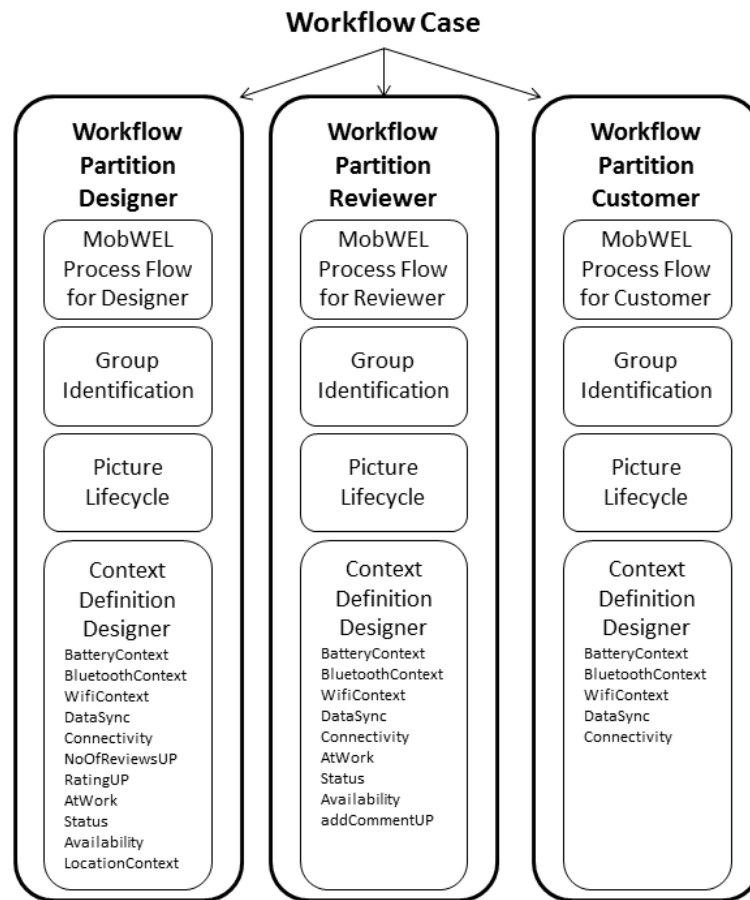 Workflow Case
Workflow
Partition
Designer
MobWEL
Process Flow
for Designer
Group
Identification
Picture
Lifecycle
Context
Definition
Designer
BatteryContext
BluetoothContext
WifiContext
DataSync
Connectivity
NoOfReviewsUP
RatingUP
AtWork
Status
Availability
LocationContext
Workflow
Partition
Reviewer
MobWEL
Process Flow
for Reviewer
Group
Identification
Picture
Lifecycle
Context
Definition
Designer
BatteryContext
BluetoothContext
WifiContext
DataSync
Connectivity
AtWork
Status
Availability
addCommentUP
Workflow
Partition
Customer
MobWEL
Process Flow
for Customer
Group
Identification
Picture
Lifecycle
Context
Definition
Designer
BatteryContext
BluetoothContext
WifiContext
DataSync
Connectivity